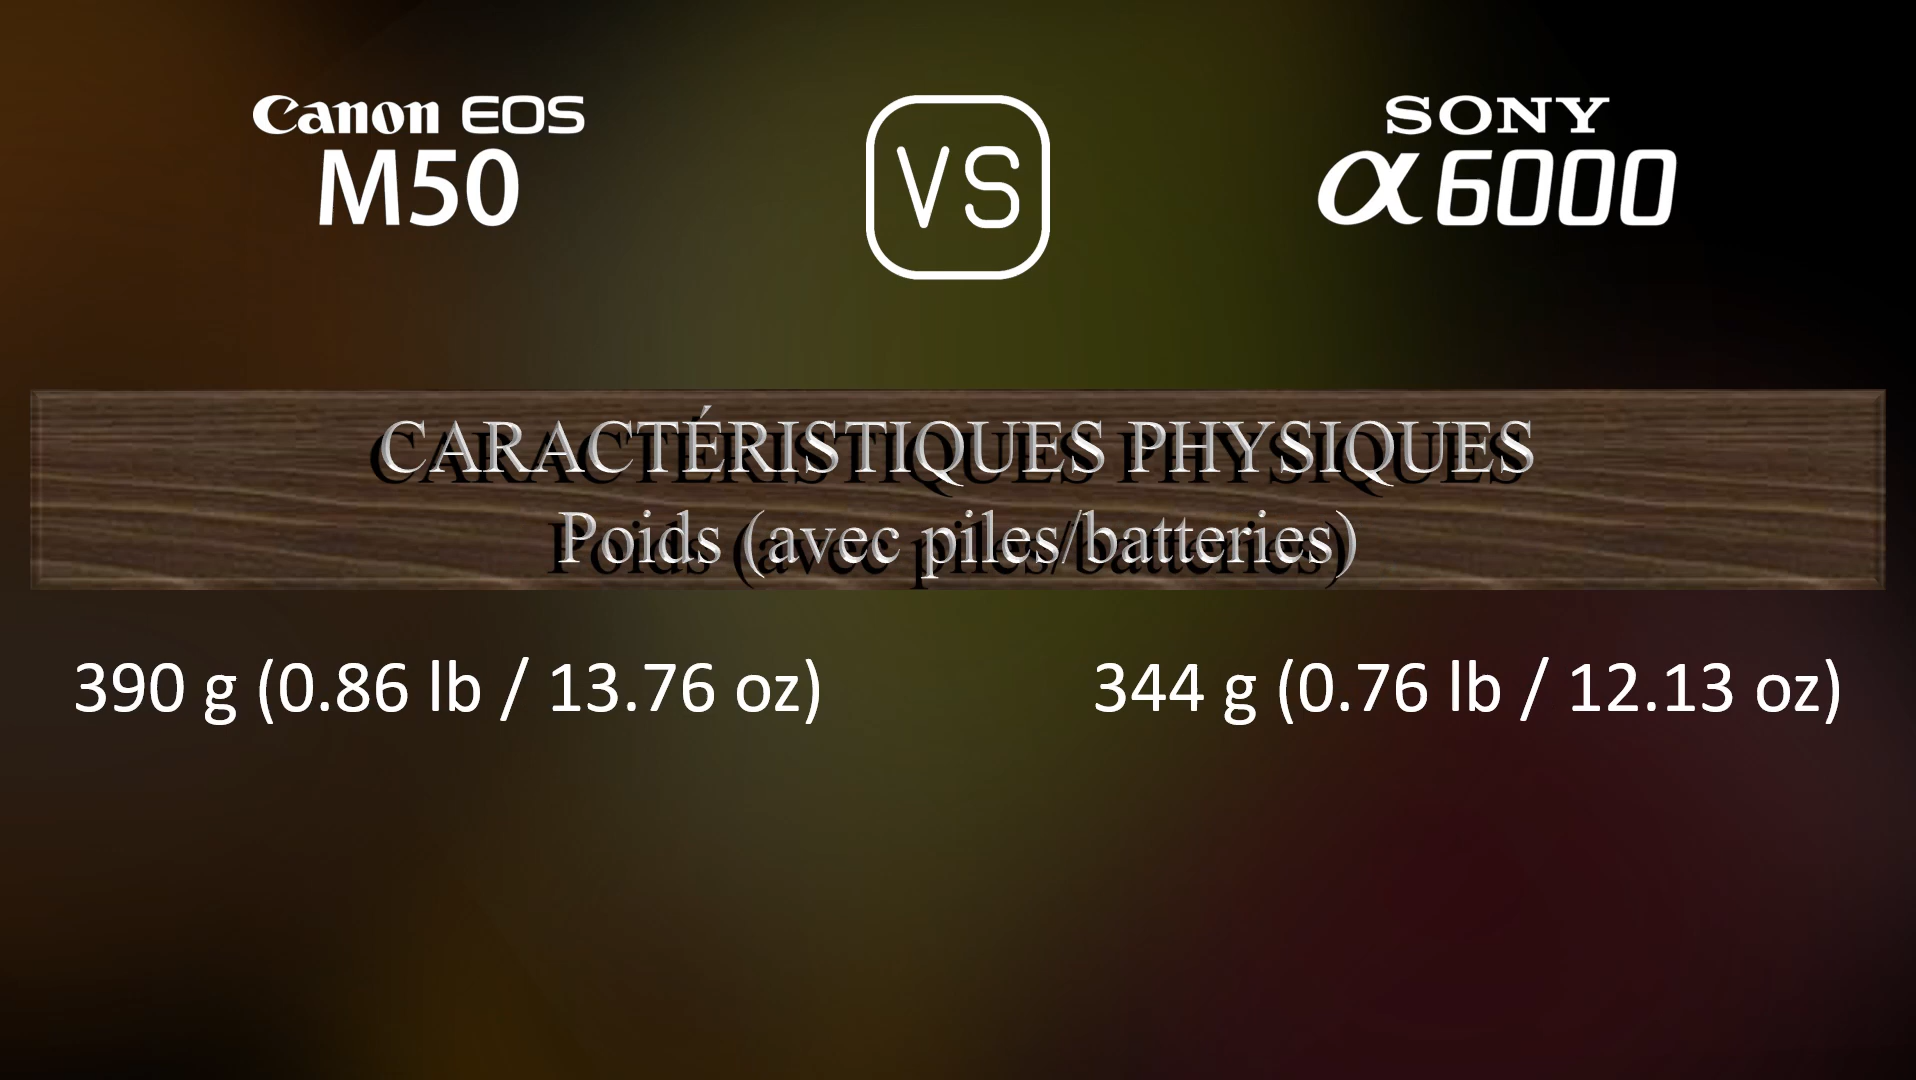 Canon EOS
M50
VS
SONY
α6000
CARACTÉRISTIQUES PHYSIQUES
Poids (avec piles/batteries)
390 g (0.86 lb / 13.76 oz)
344 g (0.76 lb / 12.13 oz)